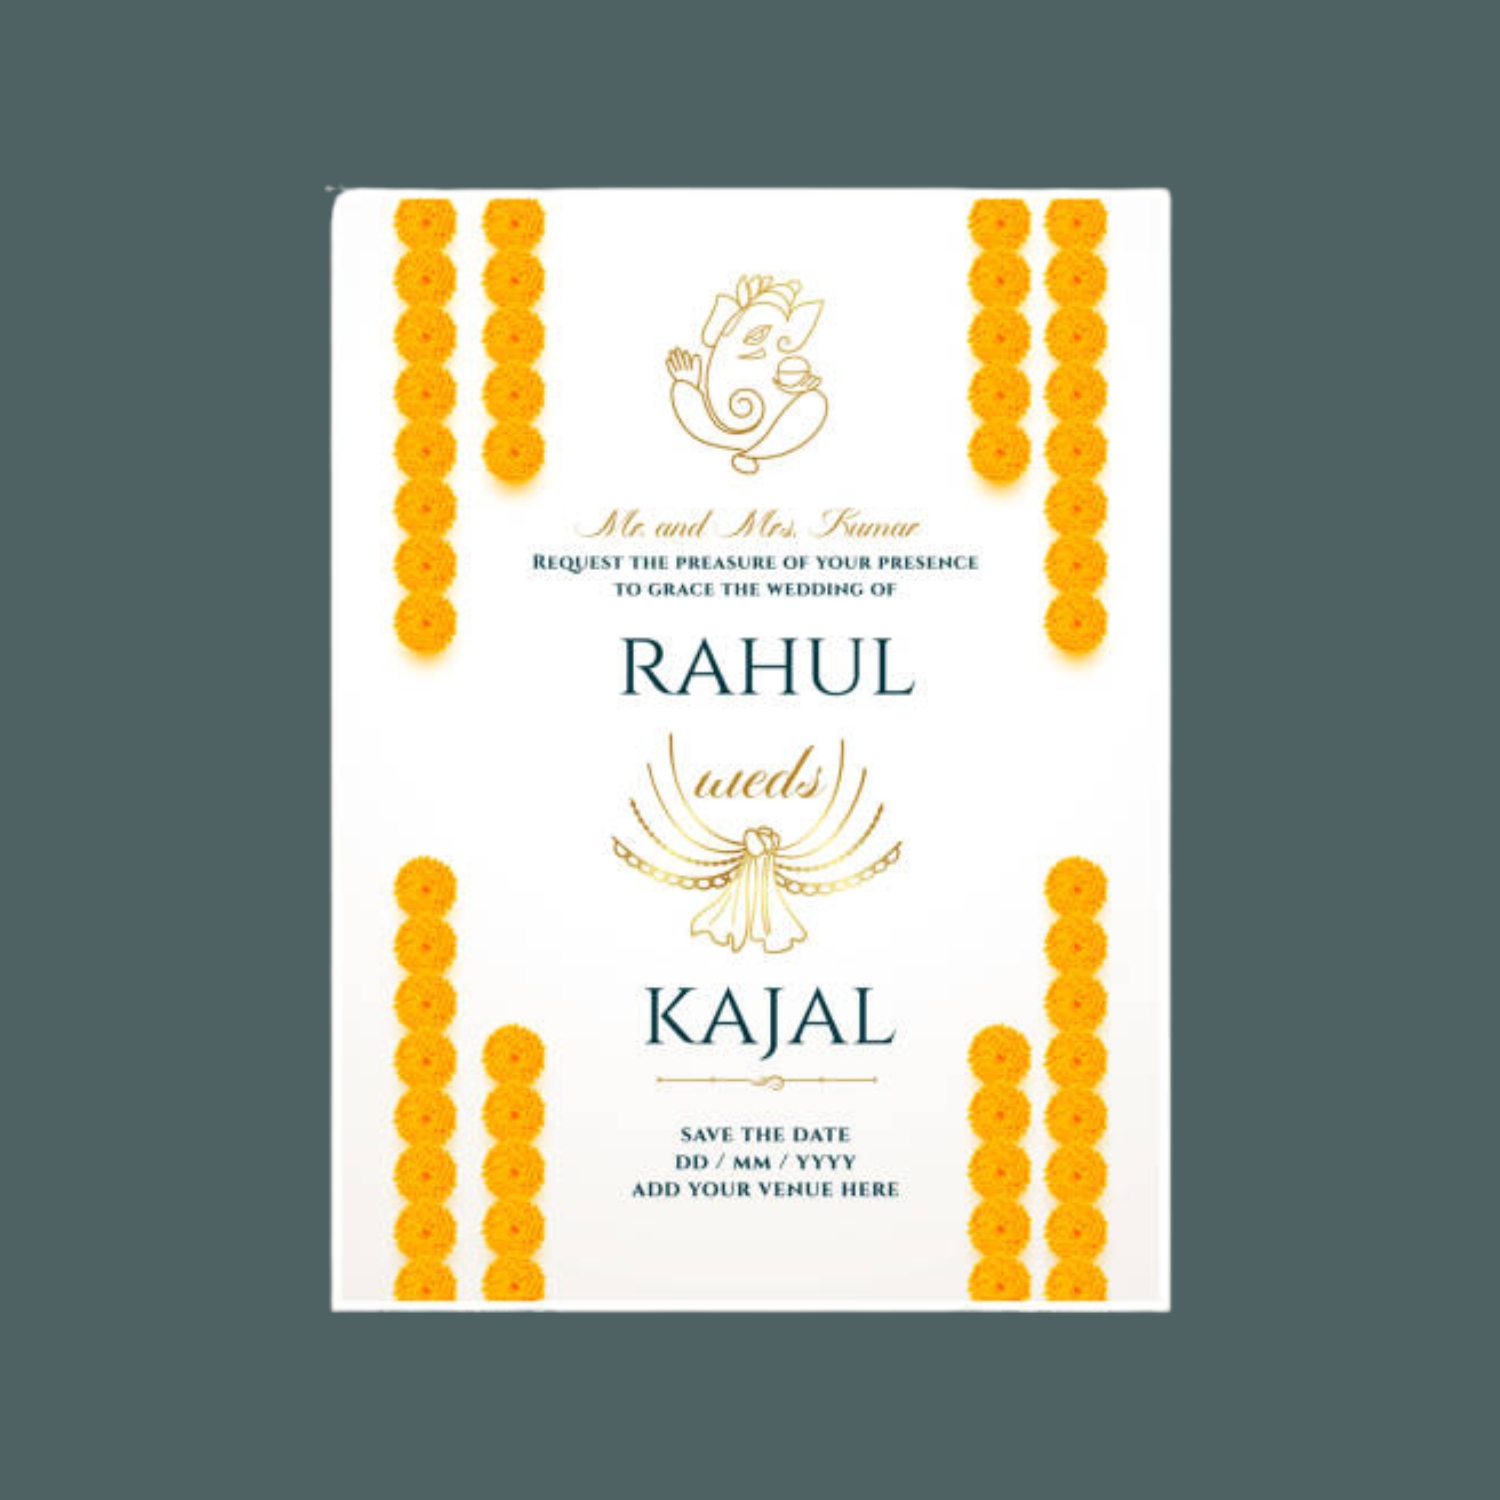 Mr. and Mrs. Kumar
REQUEST THE PREASURE OF YOUR PRESENCE
TO GRACE THE WEDDING OF
RAHUL
weds
KAJAL
SAVE THE DATE
DD / MM / YYYY
ADD YOUR VENUE HERE